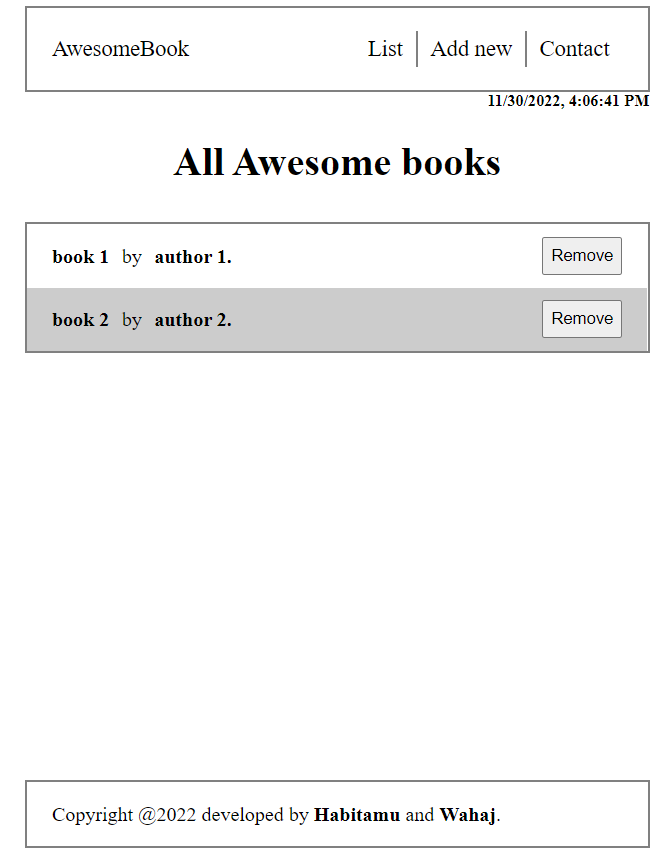 AwesomeBook List Add new Contact
11/30/2022, 4:06:41 PM
All Awesome books
book 1 by author 1. Remove
book 2 by author 2. Remove
Copyright @2022 developed by Habitamu and Wahaj.